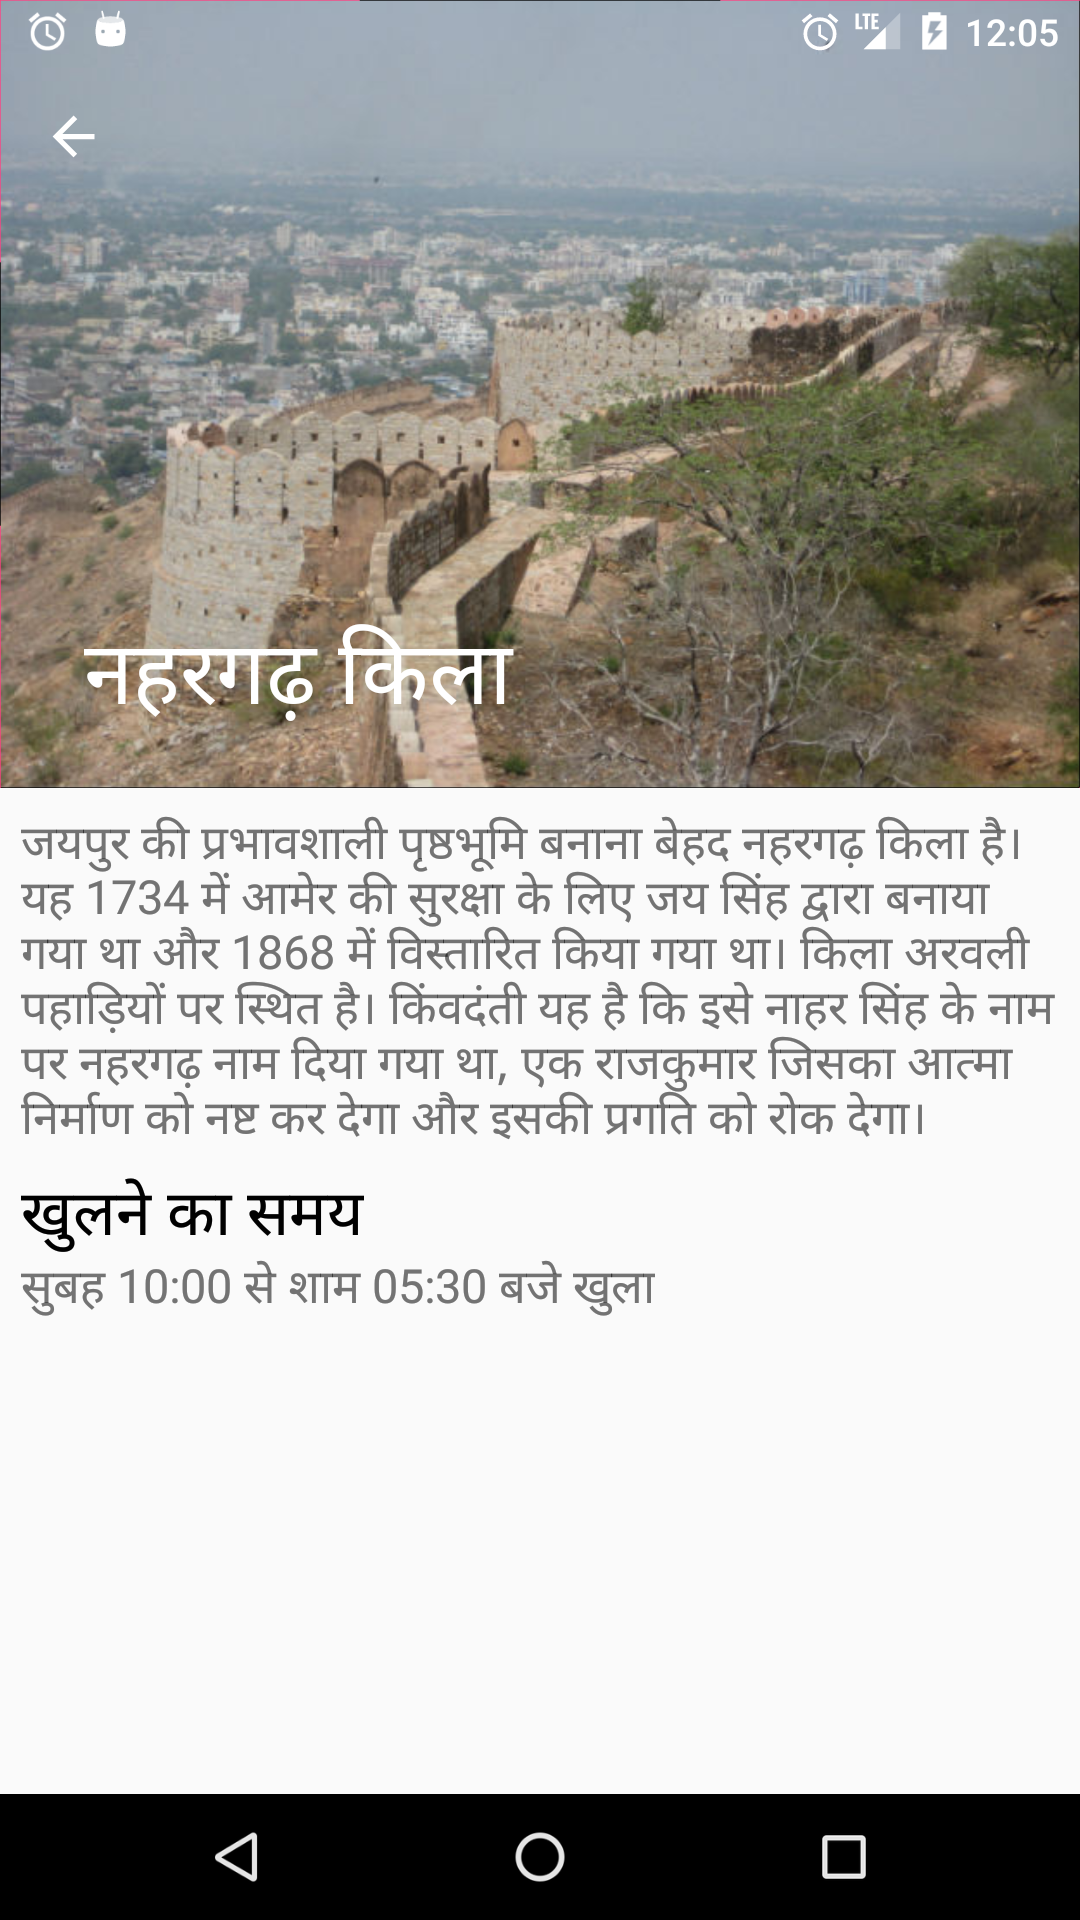 LTE 12:05
नहरगढ़ किला
जयपुर की प्रभावशाली पृष्ठभूमि बनाना बेहद नहरगढ़ किला है।
यह 1734 में आमेर की सुरक्षा के लिए जय सिंह द्वारा बनाया
गया था और 1868 में विस्तारित किया गया था। किला अरवली
पहाड़ियों पर स्थित है। किंवदंती यह है कि इसे नाहर सिंह के नाम
पर नहरगढ़ नाम दिया गया था, एक राजकुमार जिसका आत्मा
निर्माण को नष्ट कर देगा और इसकी प्रगति को रोक देगा।
खुलने का समय
सुबह 10:00 से शाम 05:30 बजे खुला